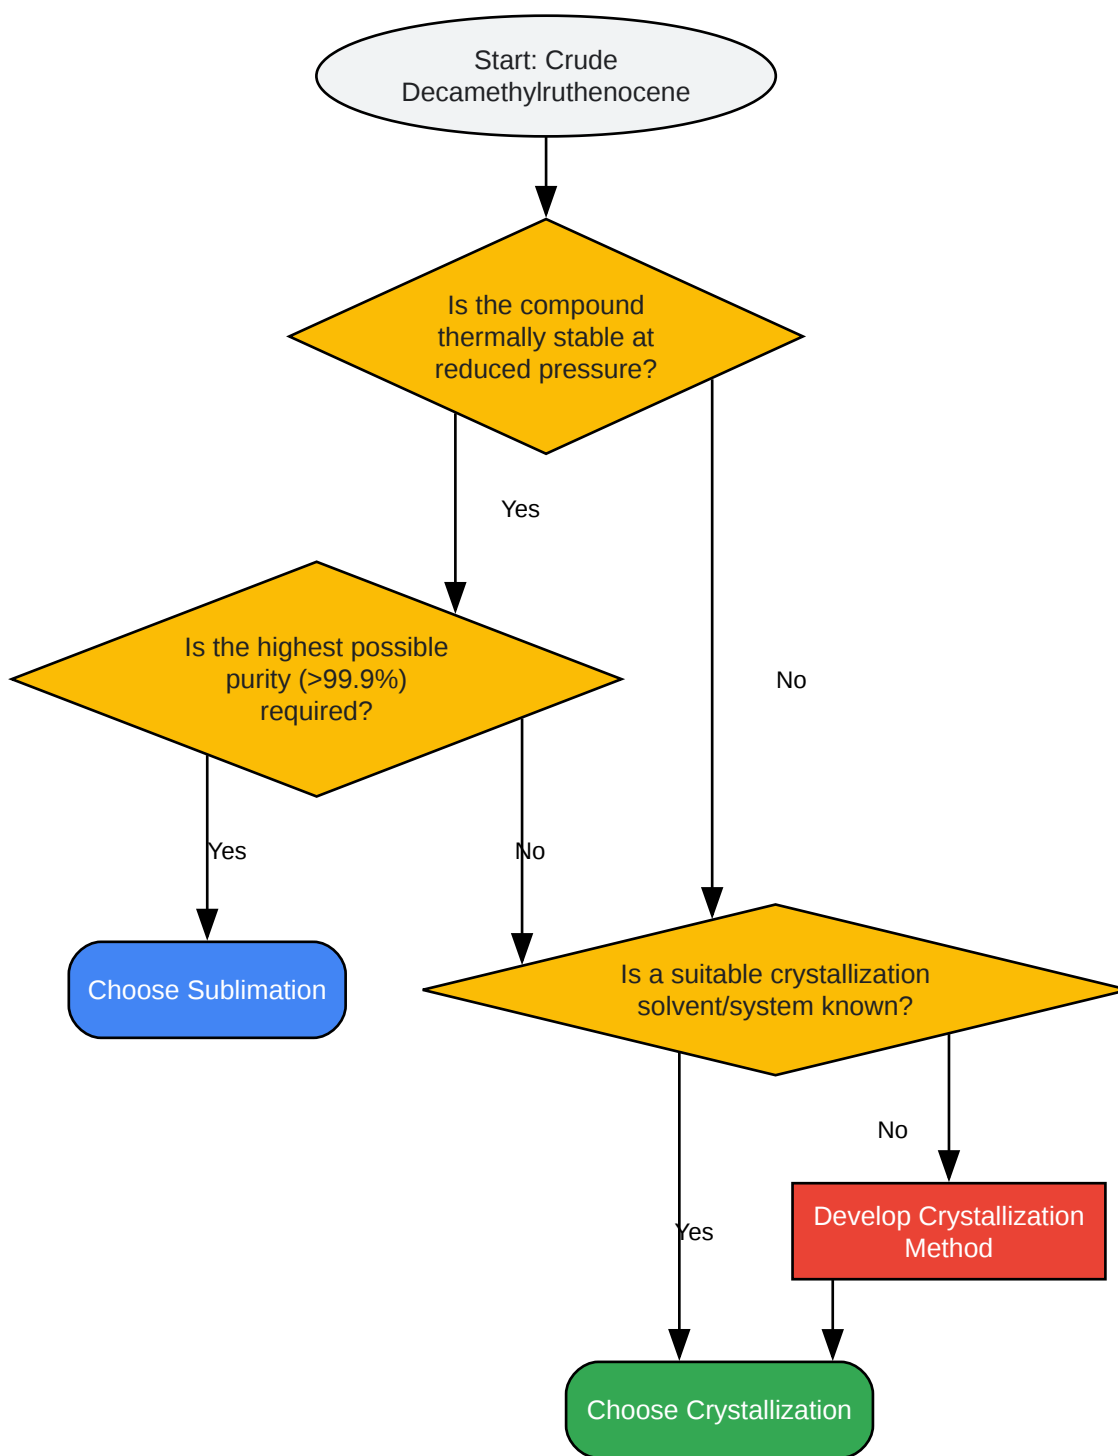 Start: Crude
Decamethylruthenocene
Is the compound
thermally stable at
reduced pressure?
Yes
Is the highest possible
purity (>99.9%)
required?
No
Yes
No
Choose Sublimation
Is a suitable crystallization
solvent/system known?
No
Develop Crystallization
Method
Yes
Choose Crystallization